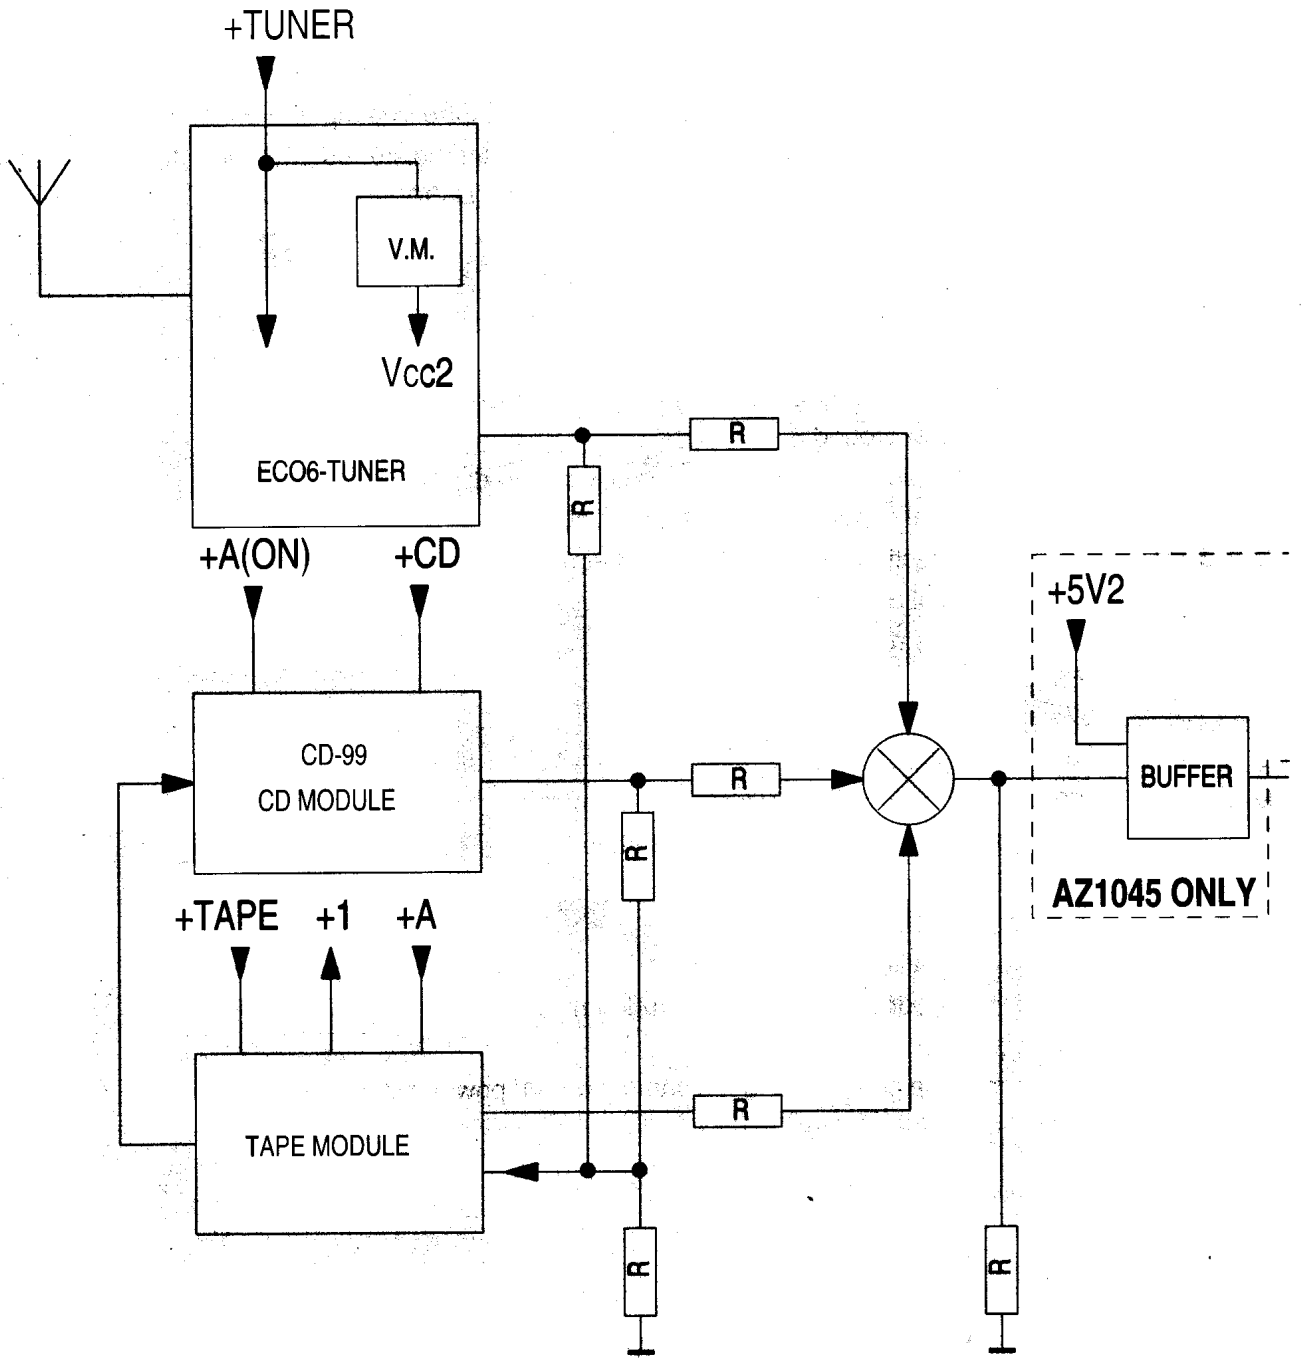 +TUNER
V.M.
Vcc2
R
ECO6-TUNER
R
+A(ON) +CD
+5V2
CD-99
CD MODULE
R
BUFFER
R
AZ1045 ONLY
+TAPE +1 +A
R
TAPE MODULE
R
R